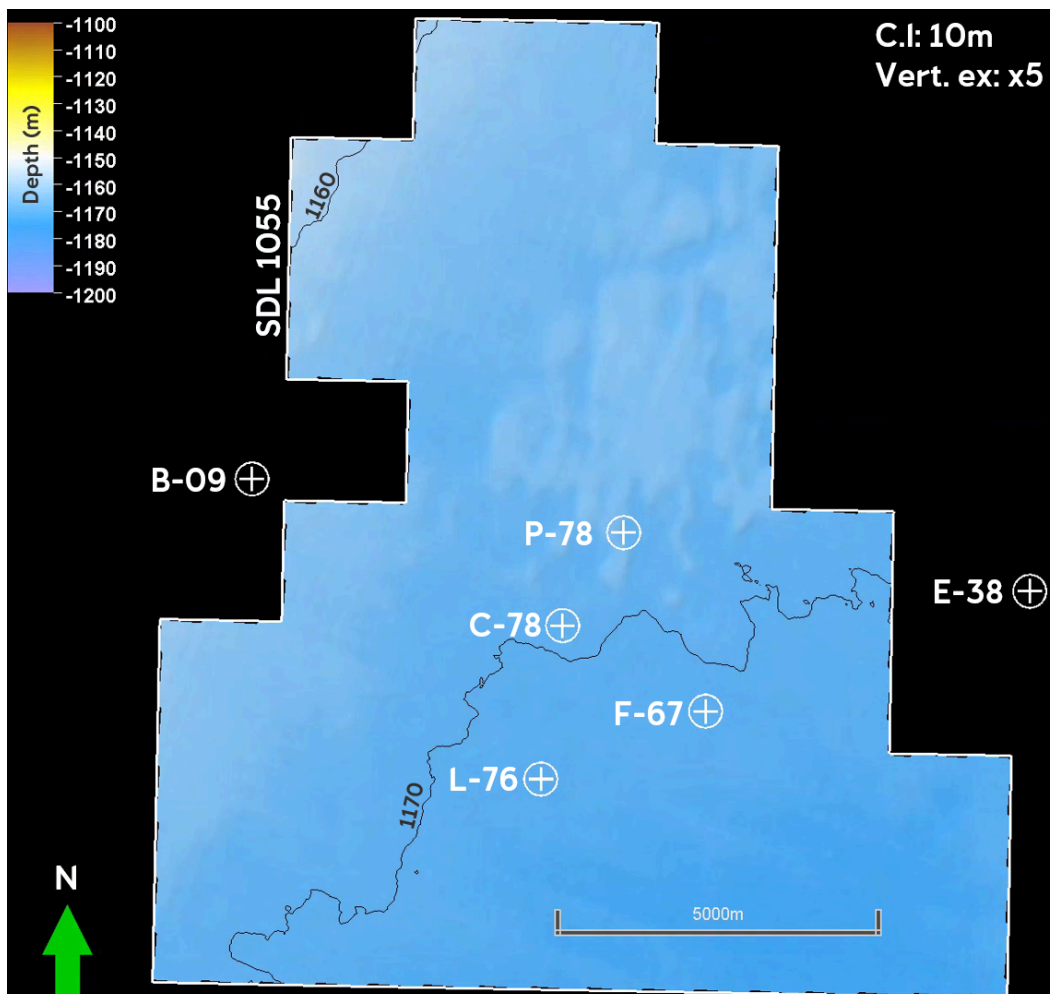 -1100
-1110
-1120
-1130
-1140
-1150
-1160
-1170
-1180
-1190
-1200
Depth (m)
C.I: 10m
Vert. ex: x5
SDL 1055
1160
B-09
P-78
E-38
C-78
F-67
L-76
1170
N
5000m